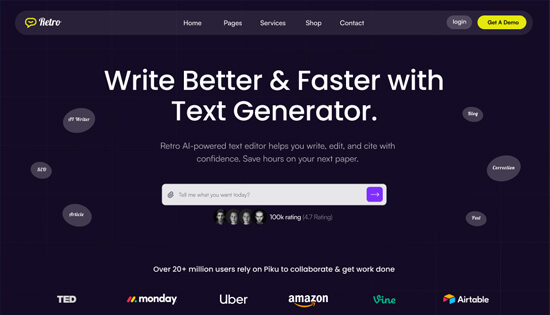 Retro
Home Pages Services Shop Contact
login
Get A Demo
Write Better & Faster with
Text Generator.
AI Writer
Blog
Retro AI-powered text editor helps you write, edit, and cite with
confidence. Save hours on your next paper.
Correction
Tell me what you want today?
Article
100k rating (4.7 Rating)
Text
Over 20+ million users rely on Piku to collaborate & get work done
TED
monday
Uber
amazon
Vine
Airtable